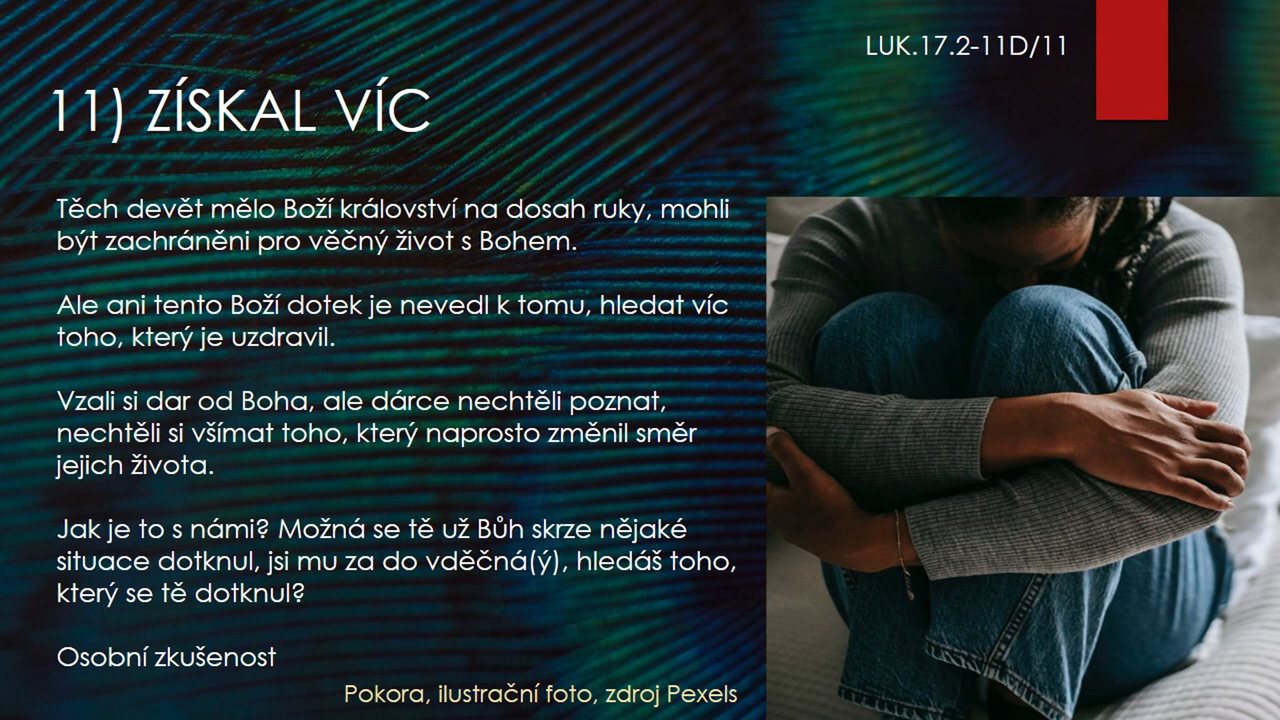 LUK.17.2-11D/11
11) ZÍSKAL VÍC
Těch devět mělo Boží království na dosah ruky, mohli
být zachráněni pro věčný život s Bohem.
Ale ani tento Boží dotek je nevedl k tomu, hledat víc
toho, který je uzdravil.
Vzali si dar od Boha, ale dárce nechtěli poznat,
nechtěli si všímat toho, který naprosto změnil směr
jejich života.
Jak je to s námi? Možná se tě už Bůh skrze nějaké
situace dotknul, jsi mu za do vděčná(ý), hledáš toho,
který se tě dotknul?
Osobní zkušenost
Pokora, ilustrační foto, zdroj Pexels